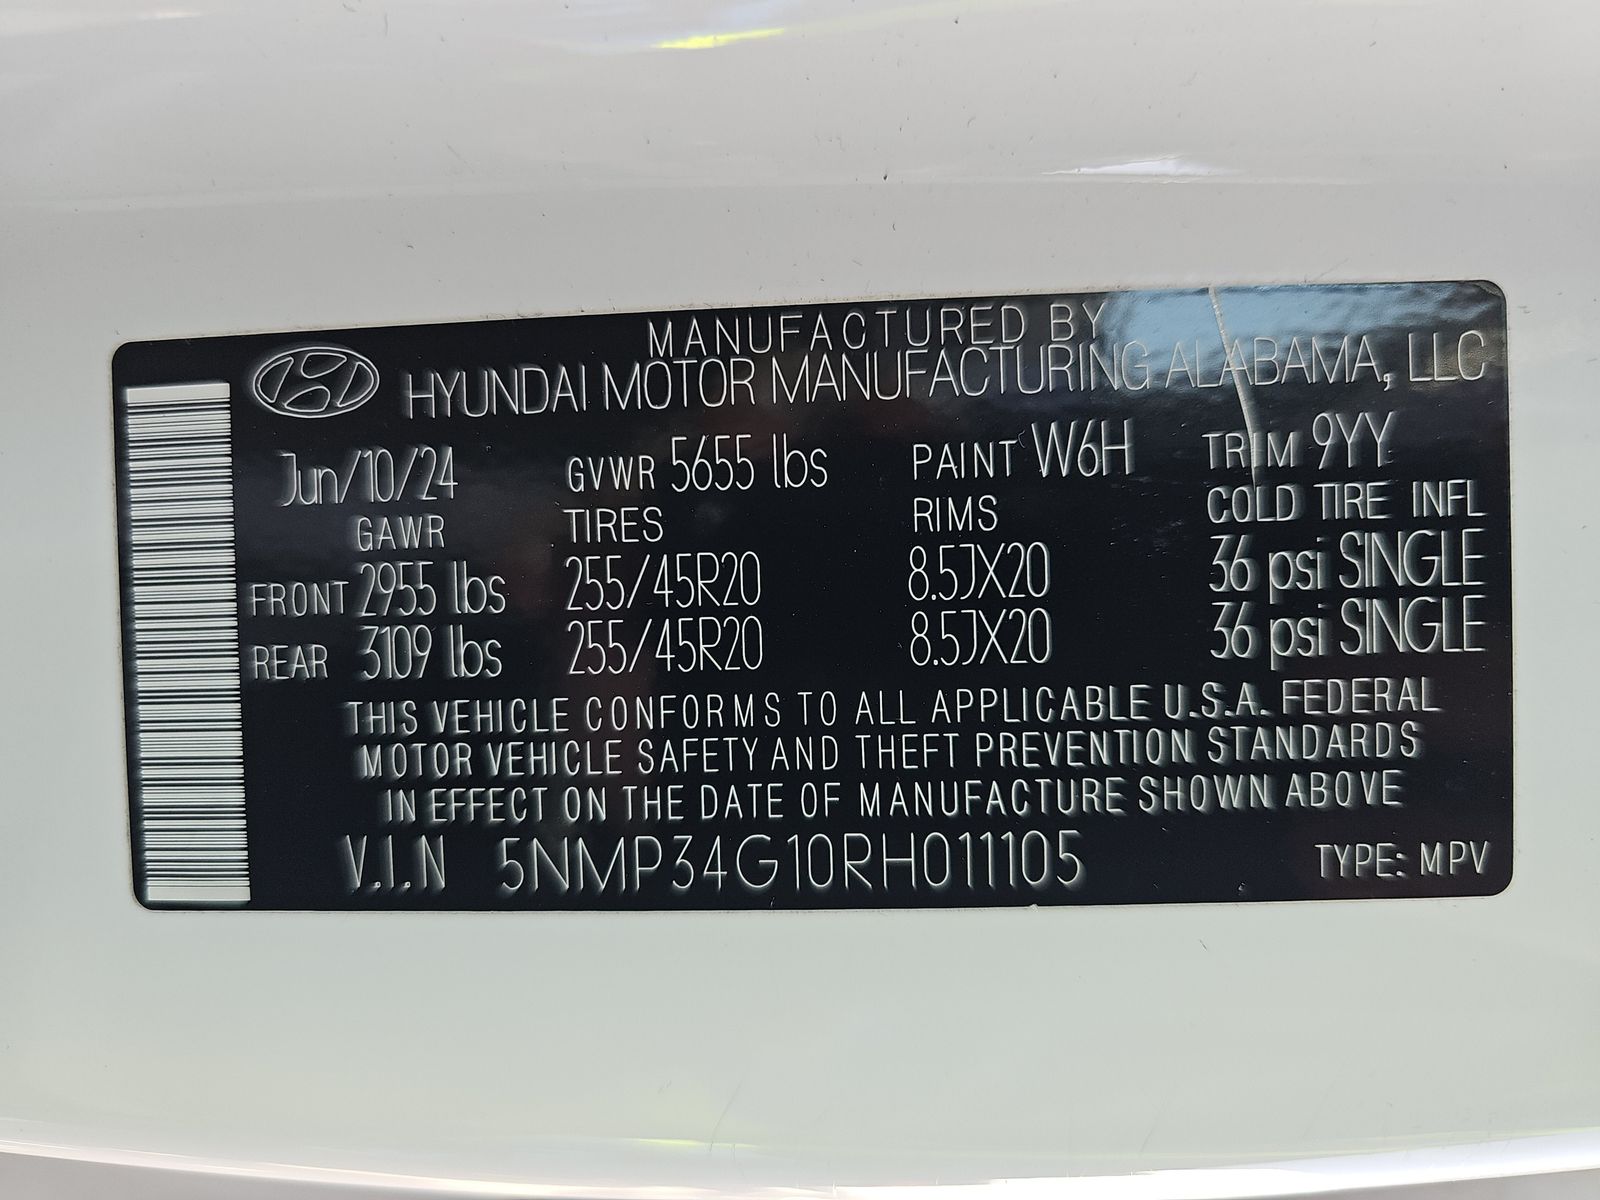 MANUFACTURED BY
HYUNDAI MOTOR MANUFACTURING ALABAMA, LLC
Jun/10/24 GVWR 5655 lbs PAINT W6H TRIM 9YY
GAWR TIRES RIMS COLD TIRE INFL
FRONT 2955 lbs 255/45R20 8.5JX20 36 psi SINGLE
REAR 3109 lbs 255/45R20 8.5JX20 36 psi SINGLE
THIS VEHICLE CONFORMS TO ALL APPLICABLE U.S.A. FEDERAL
MOTOR VEHICLE SAFETY AND THEFT PREVENTION STANDARDS
IN EFFECT ON THE DATE OF MANUFACTURE SHOWN ABOVE
V.I.N 5NMP34G10RH011105 TYPE: MPV